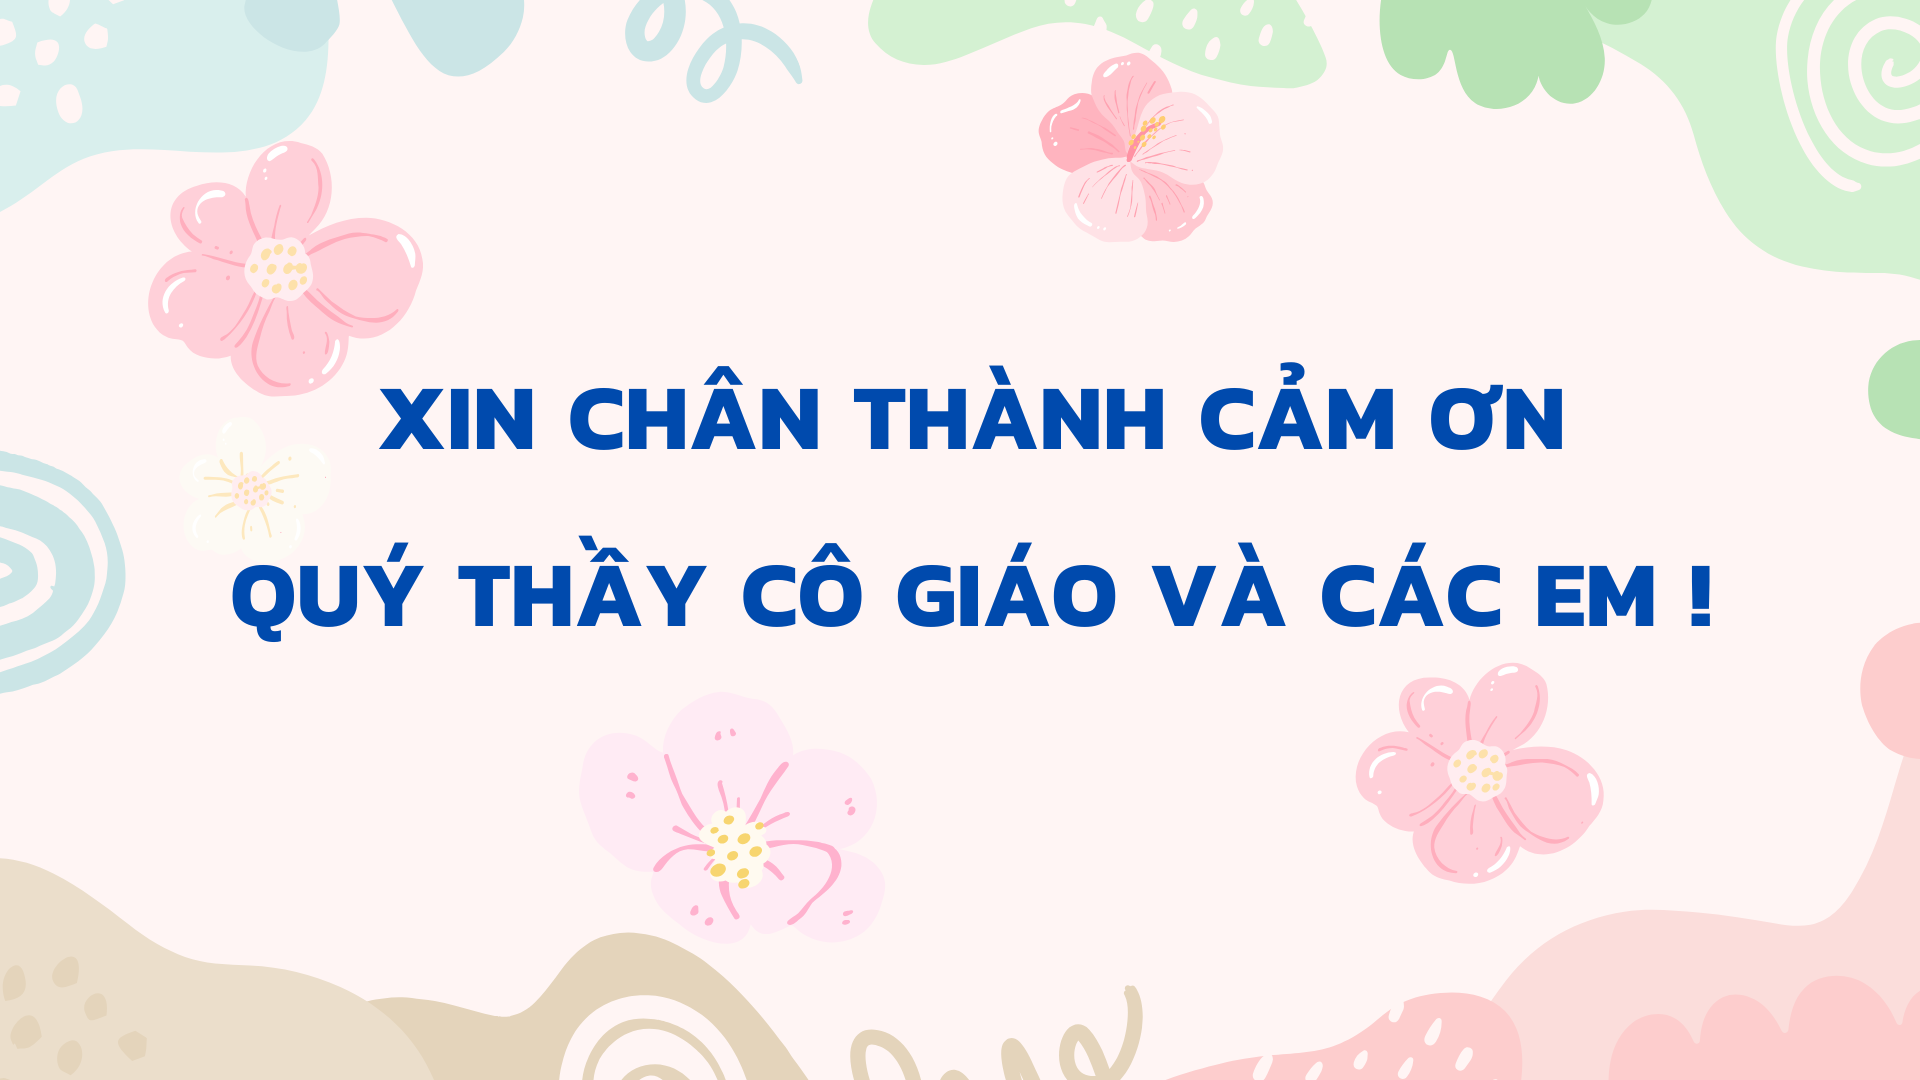 XIN CHÂN THÀNH CẢM ƠN
QUÝ THẦY CÔ GIÁO VÀ CÁC EM !